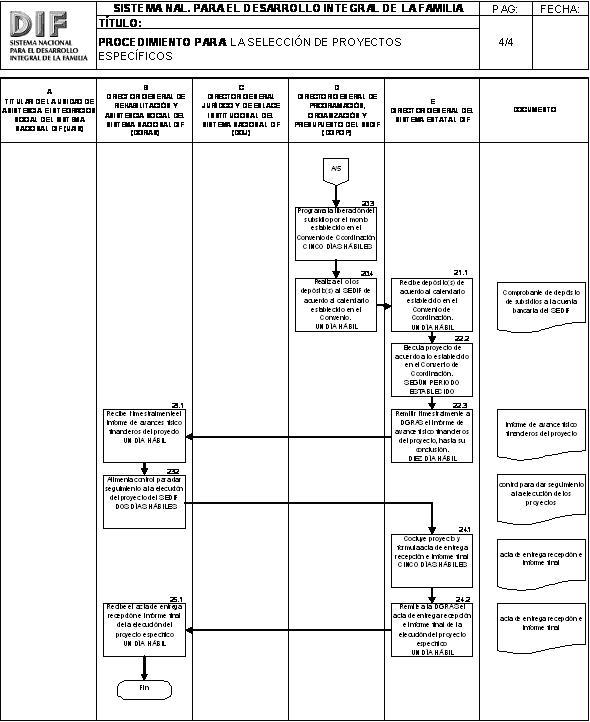 DIF
SISTEMA NACIONAL
PARA EL DESARROLLO
INTEGRAL DE LA FAMILIA
SISTEMA NAL. PARA EL DESARROLLO INTEGRAL DE LA FAMILIA
PAG:
FECHA:
TÍTULO:
PROCEDIMIENTO PARA LA SELECCIÓN DE PROYECTOS
ESPECÍFICOS
4/4
A
TITULAR DE LA UNIDAD DE
ASISTENCIA E INTEGRACION
SOCIAL DEL SISTEMA
NACIONAL DIF (UAIS)
B
DIRECTOR GENERAL DE
REHABILITACIÓN Y
ASISTENCIA SOCIAL DEL
SISTEMA NACIONAL DIF
(DGRAS)
C
DIRECTOR GENERAL
JURÍDICO Y DE ENLACE
INSTITUCIONAL DEL
SISTEMA NACIONAL DIF
(DGJ)
D
DIRECTOR GENERAL DE
PROGRAMACIÓN,
ORGANIZACIÓN Y
PRESUPUESTO DEL SNDIF
(DGPOP)
E
DIRECTOR GENERAL DEL
SISTEMA ESTATAL DIF
DOCUMENTO
A/5
20.3
Programa la liberación del
subsidio por el monto
establecido en el
Convenio de Coordinación
CINCO DÍAS HÁBILES
20.4
Realiza el o los
depósito(s) al SEDIF de
acuerdo al calendario
establecido en el
Convenio.
UN DÍA HÁBIL
21.1
Recibe depósito(s) de
acuerdo al calendario
establecido en el
Convenio de
Coordinación.
UN DÍA HÁBIL
Comprobante de depósito
de subsidios a la cuenta
bancaria del SEDIF
22.2
Ejecuta proyecto de
acuerdo a lo establecido
en el Convenio de
Coordinación.
SEGÚN PERIODO
ESTABLECIDO
22.3
Remitir trimestralmente a
DGRAS el informe de
avance físico financieros
del proyecto, hasta su
conclusión.
DIEZ DÍA HÁBIL
23.1
Recibe trimestralmente el
informe de avances físico
financieros del proyecto
UN DÍA HÁBIL
informe de avance físico
financieros del proyecto
23.2
Alimenta control para dar
seguimiento a la ejecución
del proyecto del SEDIF
DOS DÍAS HÁBILES
control para dar seguimiento
a la ejecución de los
proyectos
24.1
Cocluye proyecto y
formula acta de entrega
recepción e informe final
CINCO DÍAS HÁBILES
acta de entrega recepción e
informe final
24.2
Remite a la DGRAS el
acta de entrega recepción
e informe final de la
ejecución del proyecto
específico
UN DÍA HÁBIL
25.1
Recibe el acta de entrega
recepción e informe final
de la ejecución del
proyecto específico
UN DÍA HÁBIL
acta de entrega recepción e
informe final
Fin